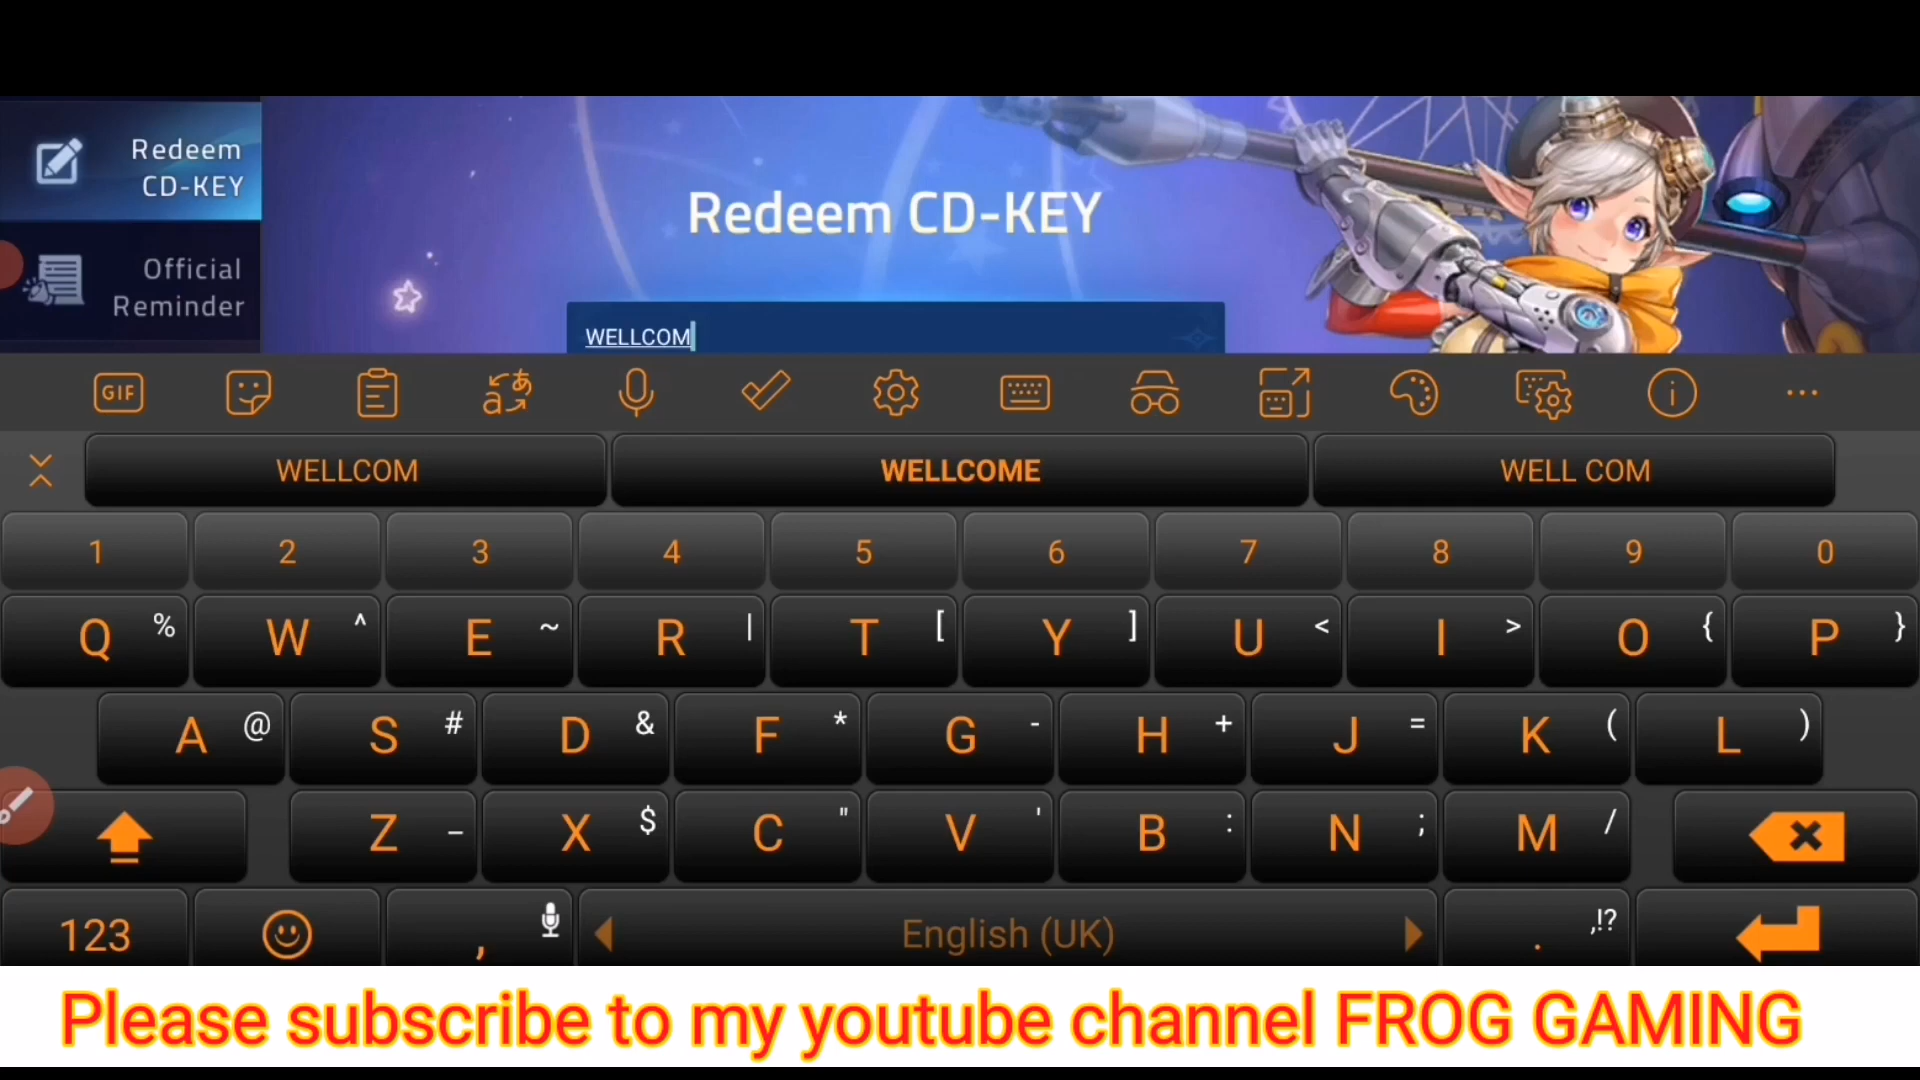 Redeem
CD-KEY
Official
Reminder
Redeem CD-KEY
WELLCOM
GIF
WELLCOM WELLCOME WELL COM
1 2 3 4 5 6 7 8 9 0
Q % W ^ E ~ R | T [ Y ] U < I > O { P }
A @ S # D & F * G - H + J = K ( L )
Z _ X $ C " V ' B : N ; M /
123 , English (UK) . ,!?
Please subscribe to my youtube channel FROG GAMING